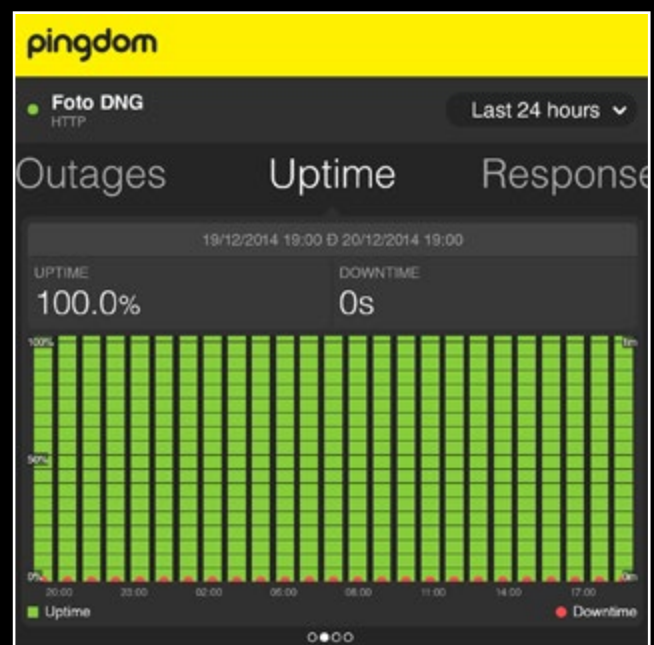 pingdom
Foto DNG
HTTP
Last 24 hours
Outages
Uptime
Response
19/12/2014 19:00 Ð 20/12/2014 19:00
UPTIME
100.0%
DOWNTIME
0s
100%
1m
50%
0%
0m
20:00 23:00 02:00 05:00 08:00 11:00 14:00 17:00
Uptime
Downtime